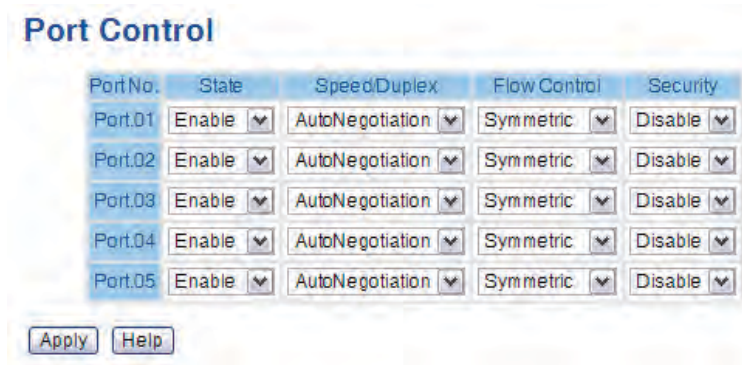 Port Control
Port No. State Speed/Duplex Flow Control Security
Port.01 Enable AutoNegotiation Symmetric Disable
Port.02 Enable AutoNegotiation Symmetric Disable
Port.03 Enable AutoNegotiation Symmetric Disable
Port.04 Enable AutoNegotiation Symmetric Disable
Port.05 Enable AutoNegotiation Symmetric Disable
Apply Help